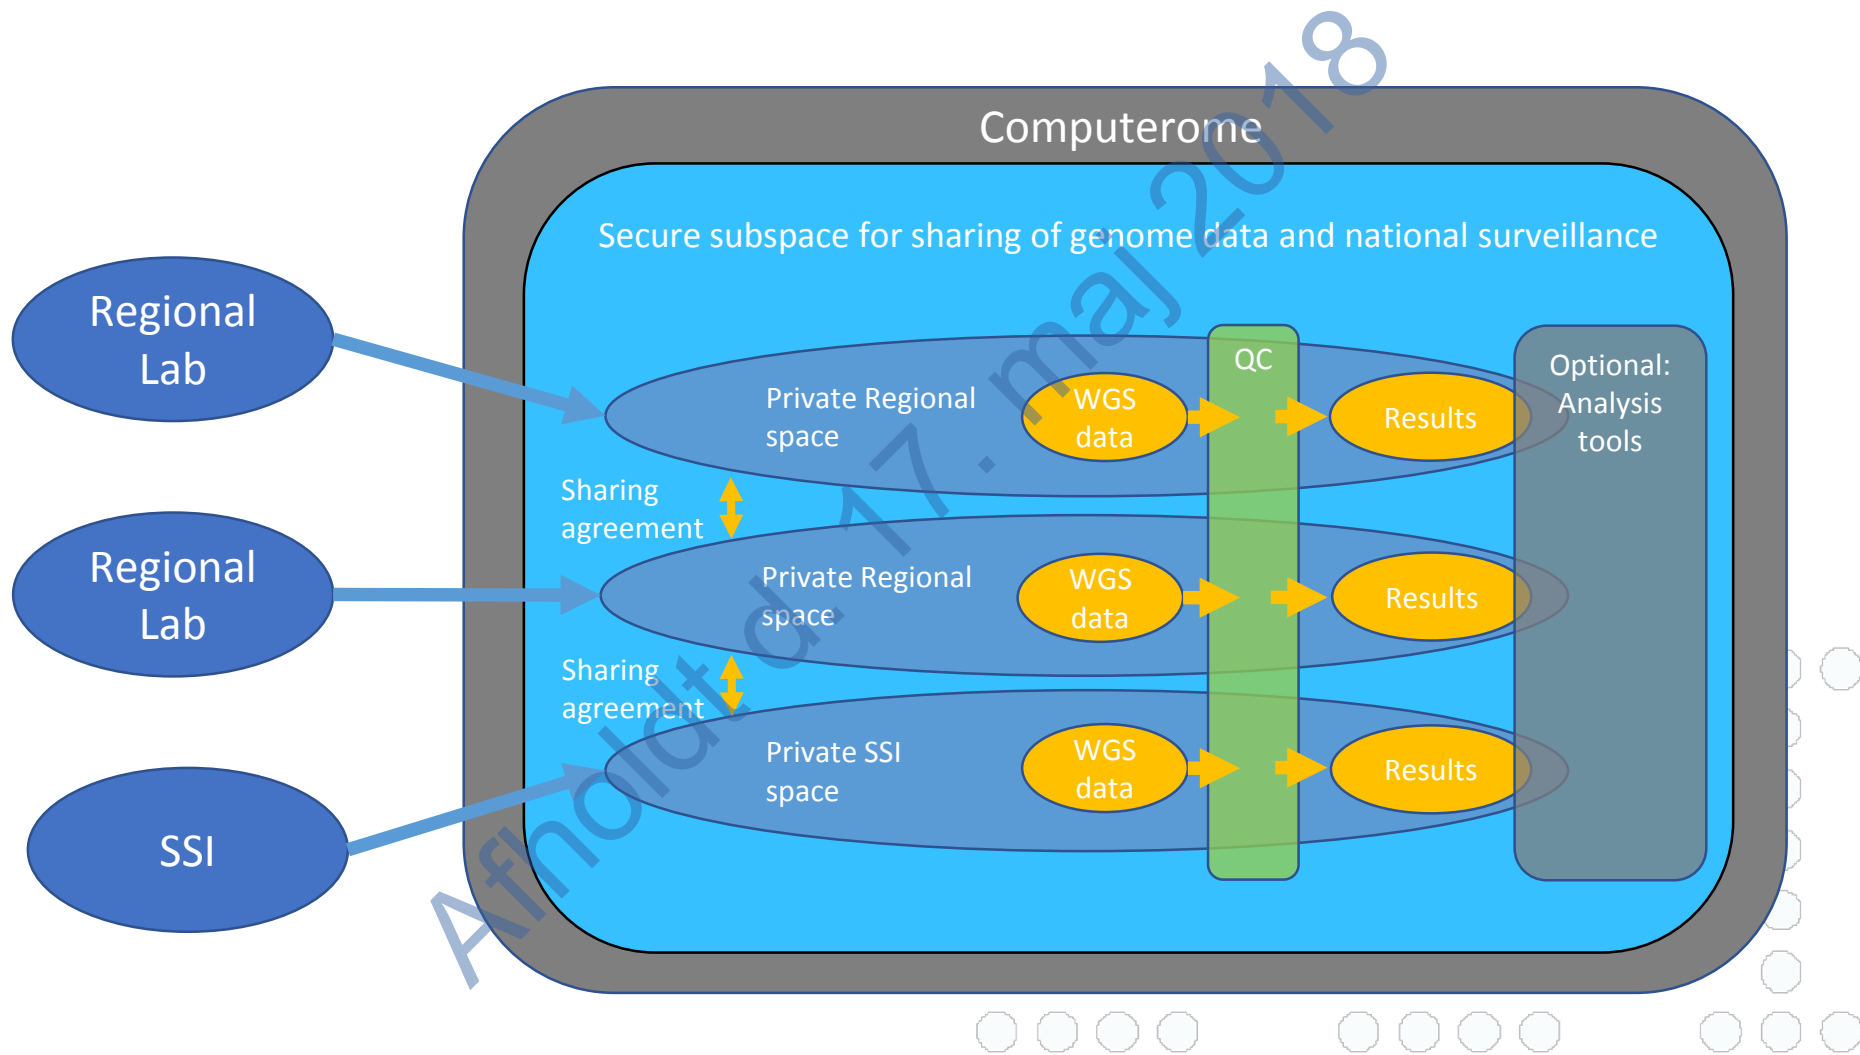 Computerome
Secure subspace for sharing of genome data and national surveillance
Regional
Lab
Private Regional
space
WGS
data
QC
Results
Optional:
Analysis
tools
Sharing
agreement
Regional
Lab
Private Regional
space
WGS
data
Results
Sharing
agreement
SSI
Private SSI
space
WGS
data
Results
Afholdt d. 17. maj 2018